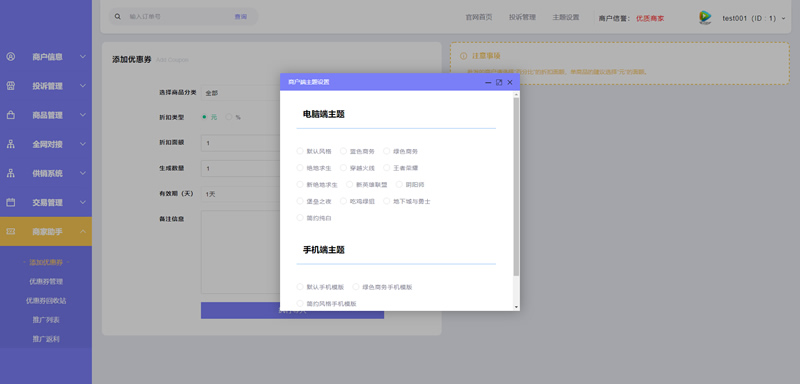 输入订单号 查询
官网首页 投诉管理 主题设置 商户信誉： 优质商家 test001（ID：1）
商户信息
投诉管理
商品管理
全网对接
供销系统
交易管理
商家助手
添加优惠券
优惠券管理
优惠券回收站
推广列表
推广返利
添加优惠券 Add Coupon
选择商品分类 全部
折扣类型 元 %
折扣面额 1
生成数量 1
有效期（天） 1天
备注信息
注意事项
商户端主题设置
电脑端主题
默认风格 蓝色商务 绿色商务
绝地求生 穿越火线 王者荣耀
新绝地求生 新英雄联盟 阴阳师
堡垒之夜 吃鸡绿巨 地下城与勇士
简约纯白
手机端主题
默认手机模版 绿色商务手机模版
简约风格手机模版